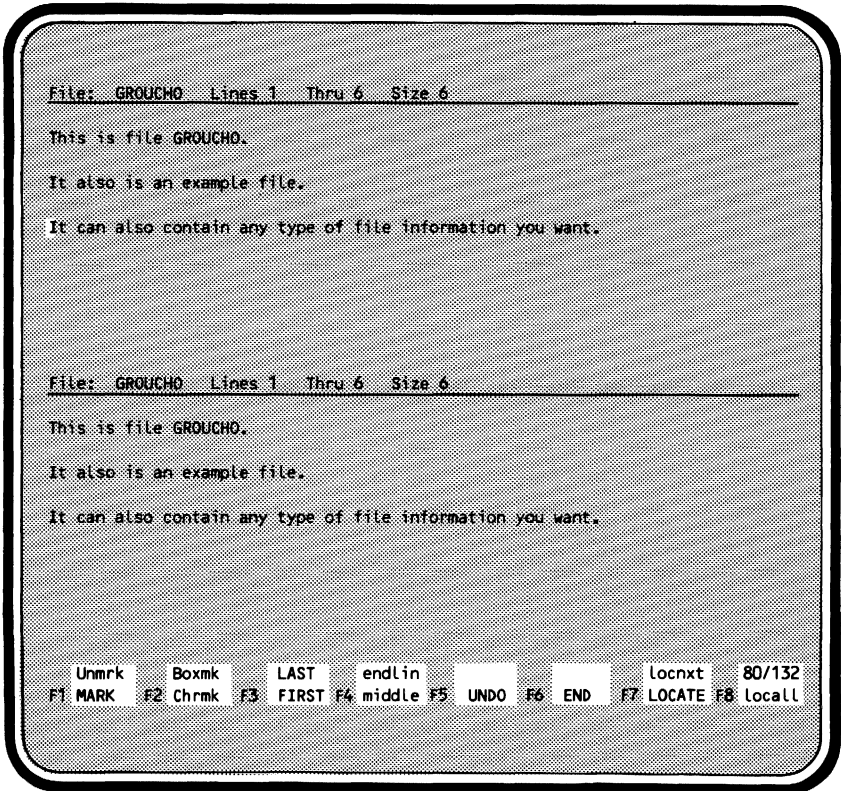 File: GROUCHO Lines 1 Thru 6 Size 6
This is file GROUCHO.
It also is an example file.
It can also contain any type of file information you want.
File: GROUCHO Lines 1 Thru 6 Size 6
This is file GROUCHO.
It also is an example file.
It can also contain any type of file information you want.
Unmrk Boxmk LAST endlin locnxt 80/132
F1 MARK F2 Chrmk F3 FIRST F4 middle F5 UNDO F6 END F7 LOCATE F8 locall